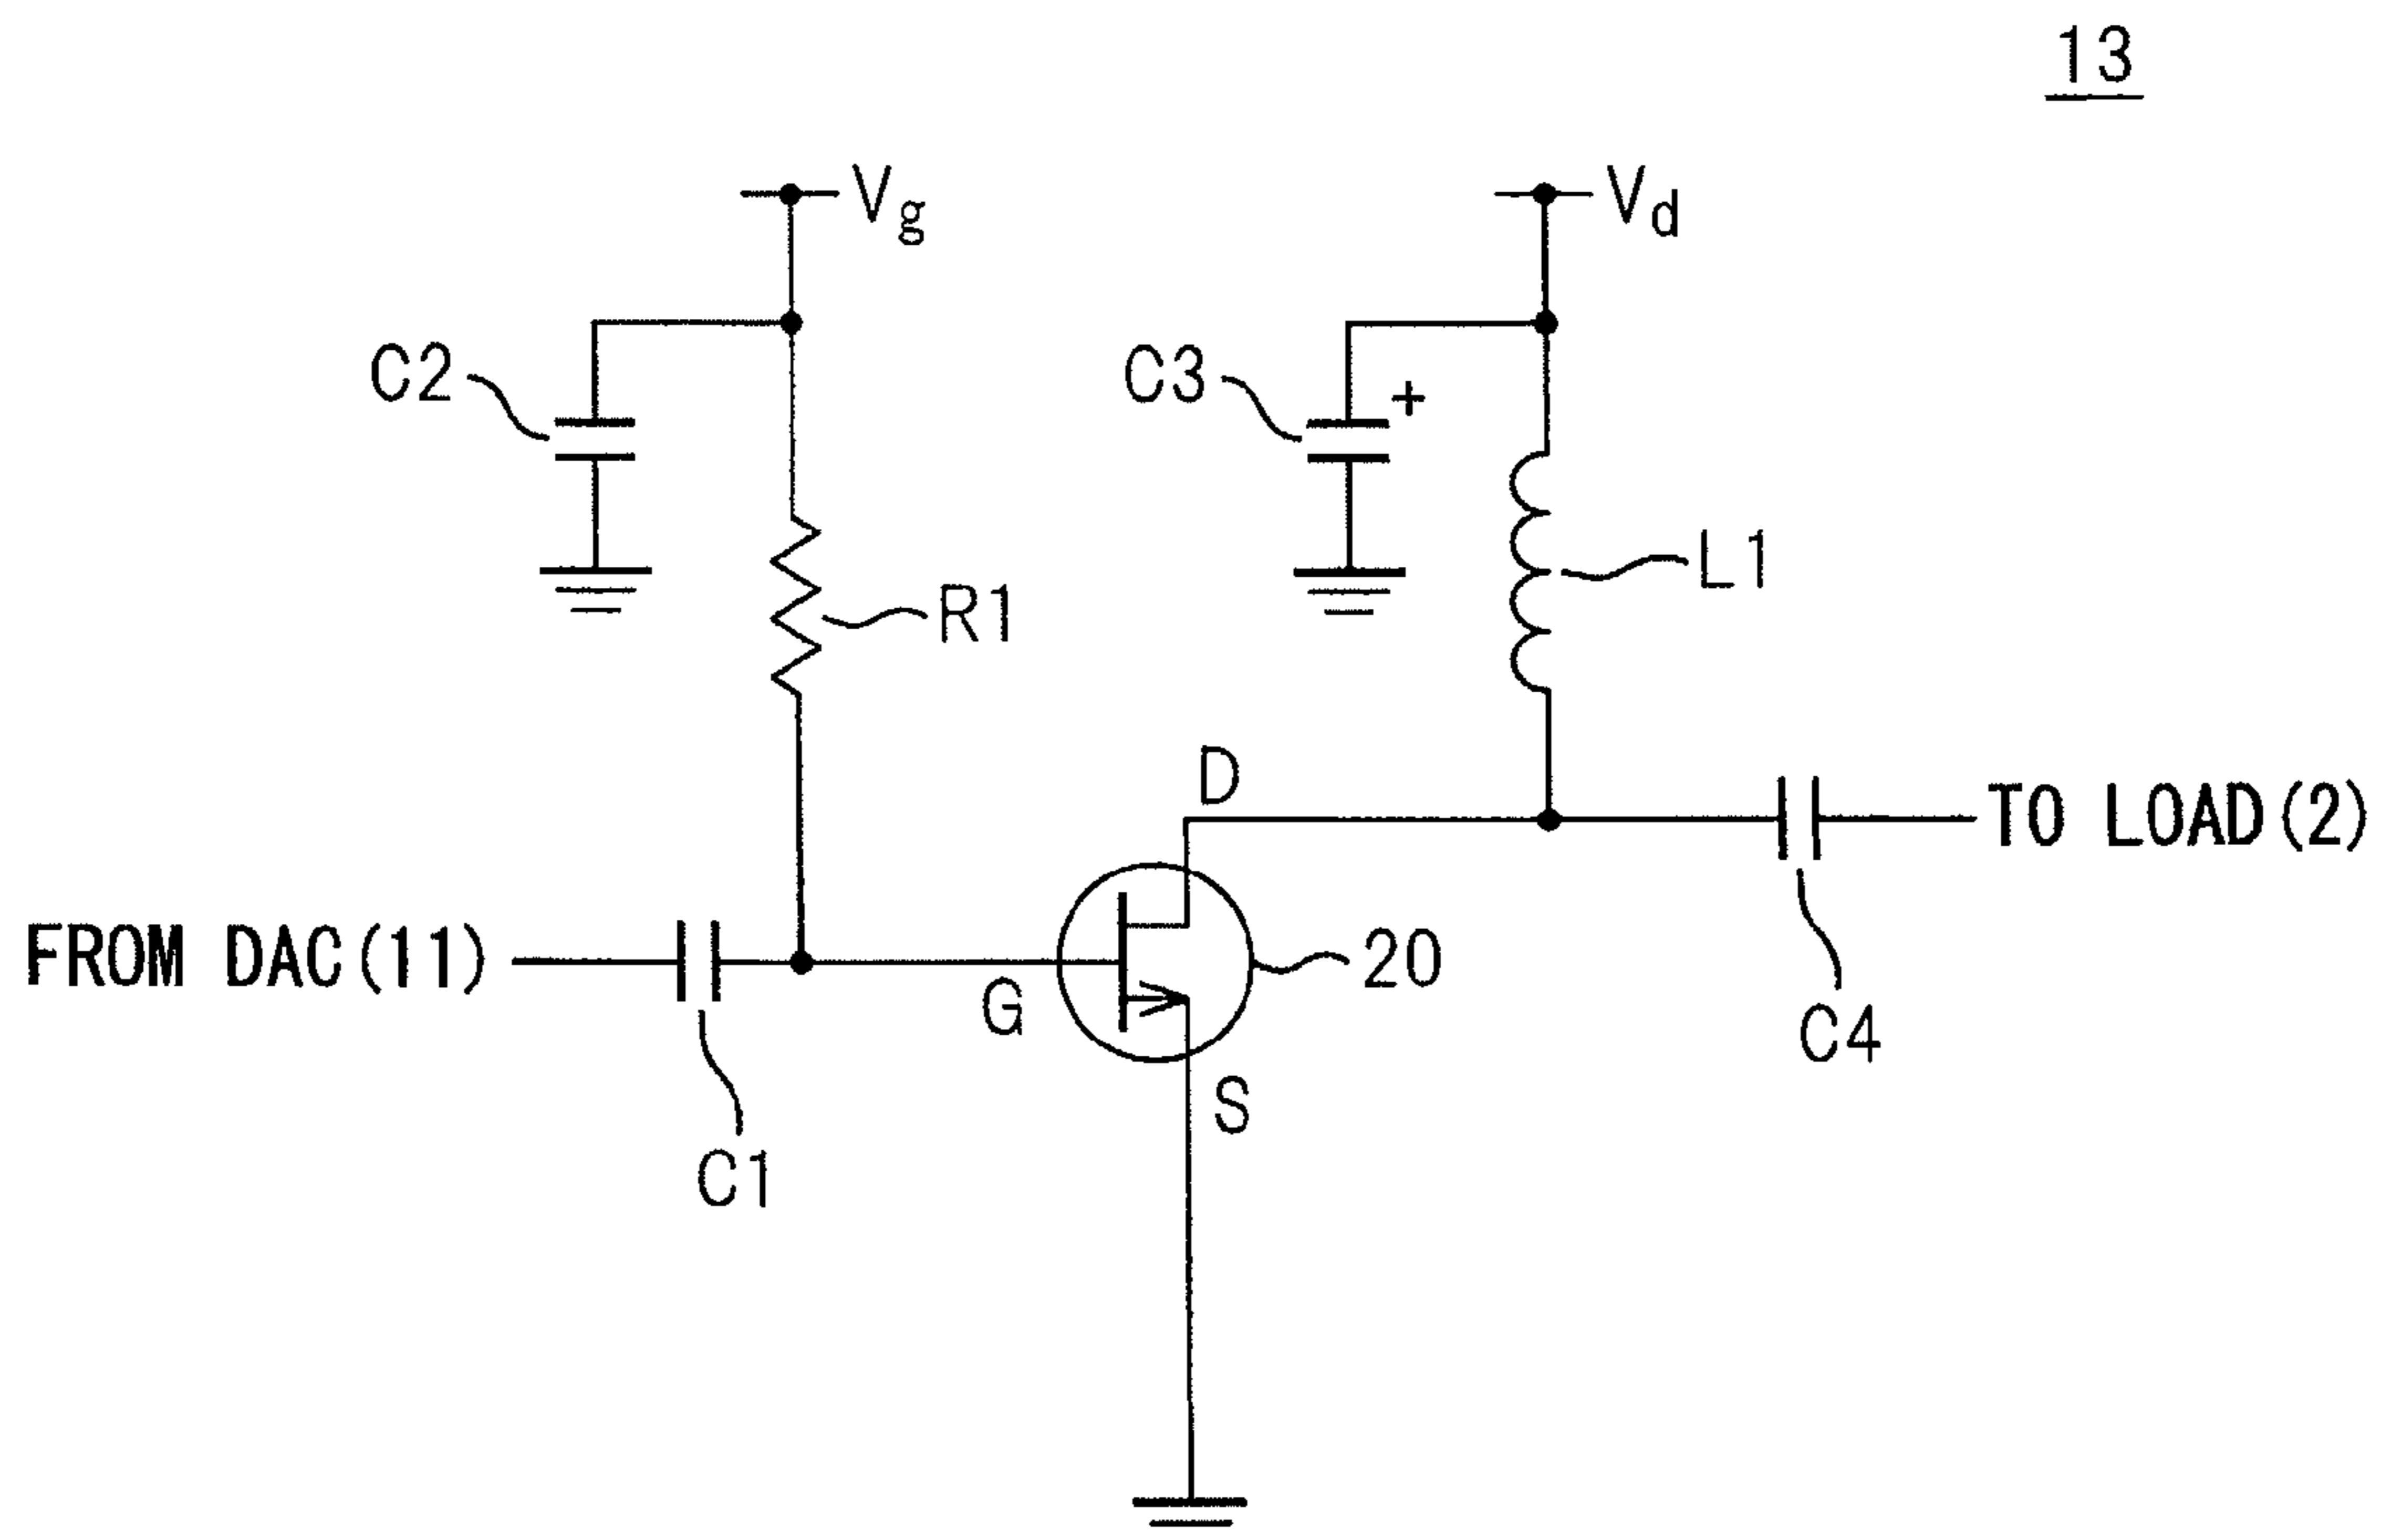 13
Vg
Vd
C2
C3
+
L1
R1
D
TO LOAD(2)
FROM DAC(11)
20
G
C4
S
C1